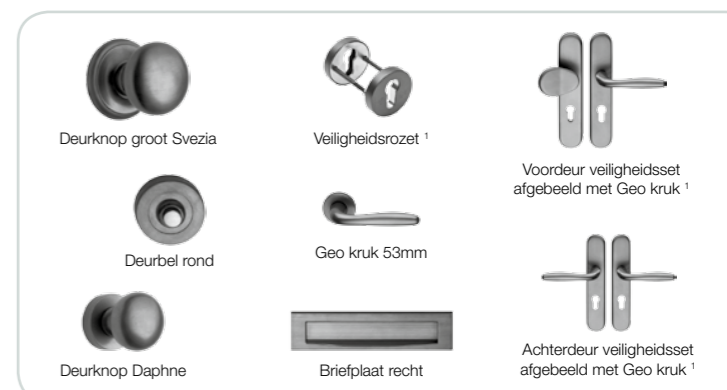 Deurknop groot Svezia
Veiligheidsrozet ¹
Voordeur veiligheidsset
afgebeeld met Geo kruk ¹
Deurbel rond
Geo kruk 53mm
Deurknop Daphne
Briefplaat recht
Achterdeur veiligheidsset
afgebeeld met Geo kruk ¹